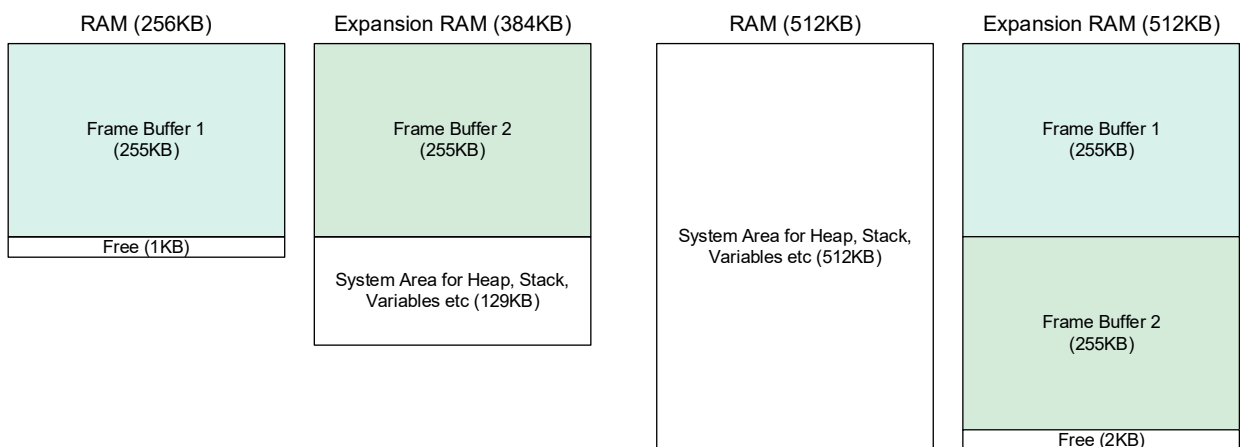 RAM (256KB)
Expansion RAM (384KB)
RAM (512KB)
Expansion RAM (512KB)
Frame Buffer 1
(255KB)
Free (1KB)
Frame Buffer 2
(255KB)
System Area for Heap, Stack,
Variables etc (129KB)
System Area for Heap, Stack,
Variables etc (512KB)
Frame Buffer 1
(255KB)
Frame Buffer 2
(255KB)
Free (2KB)